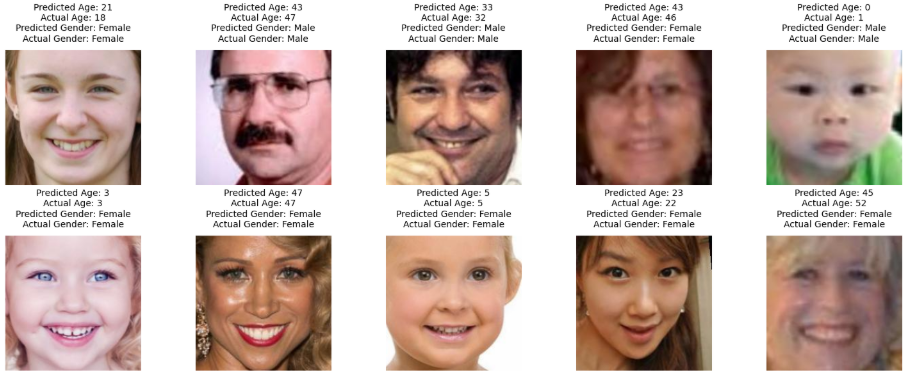 Predicted Age: 21
Actual Age: 18
Predicted Gender: Female
Actual Gender: Female
Predicted Age: 43
Actual Age: 47
Predicted Gender: Male
Actual Gender: Male
Predicted Age: 33
Actual Age: 32
Predicted Gender: Male
Actual Gender: Male
Predicted Age: 43
Actual Age: 46
Predicted Gender: Female
Actual Gender: Female
Predicted Age: 0
Actual Age: 1
Predicted Gender: Male
Actual Gender: Male
Predicted Age: 3
Actual Age: 3
Predicted Gender: Female
Actual Gender: Female
Predicted Age: 47
Actual Age: 47
Predicted Gender: Female
Actual Gender: Female
Predicted Age: 5
Actual Age: 5
Predicted Gender: Female
Actual Gender: Female
Predicted Age: 23
Actual Age: 22
Predicted Gender: Female
Actual Gender: Female
Predicted Age: 45
Actual Age: 52
Predicted Gender: Female
Actual Gender: Female